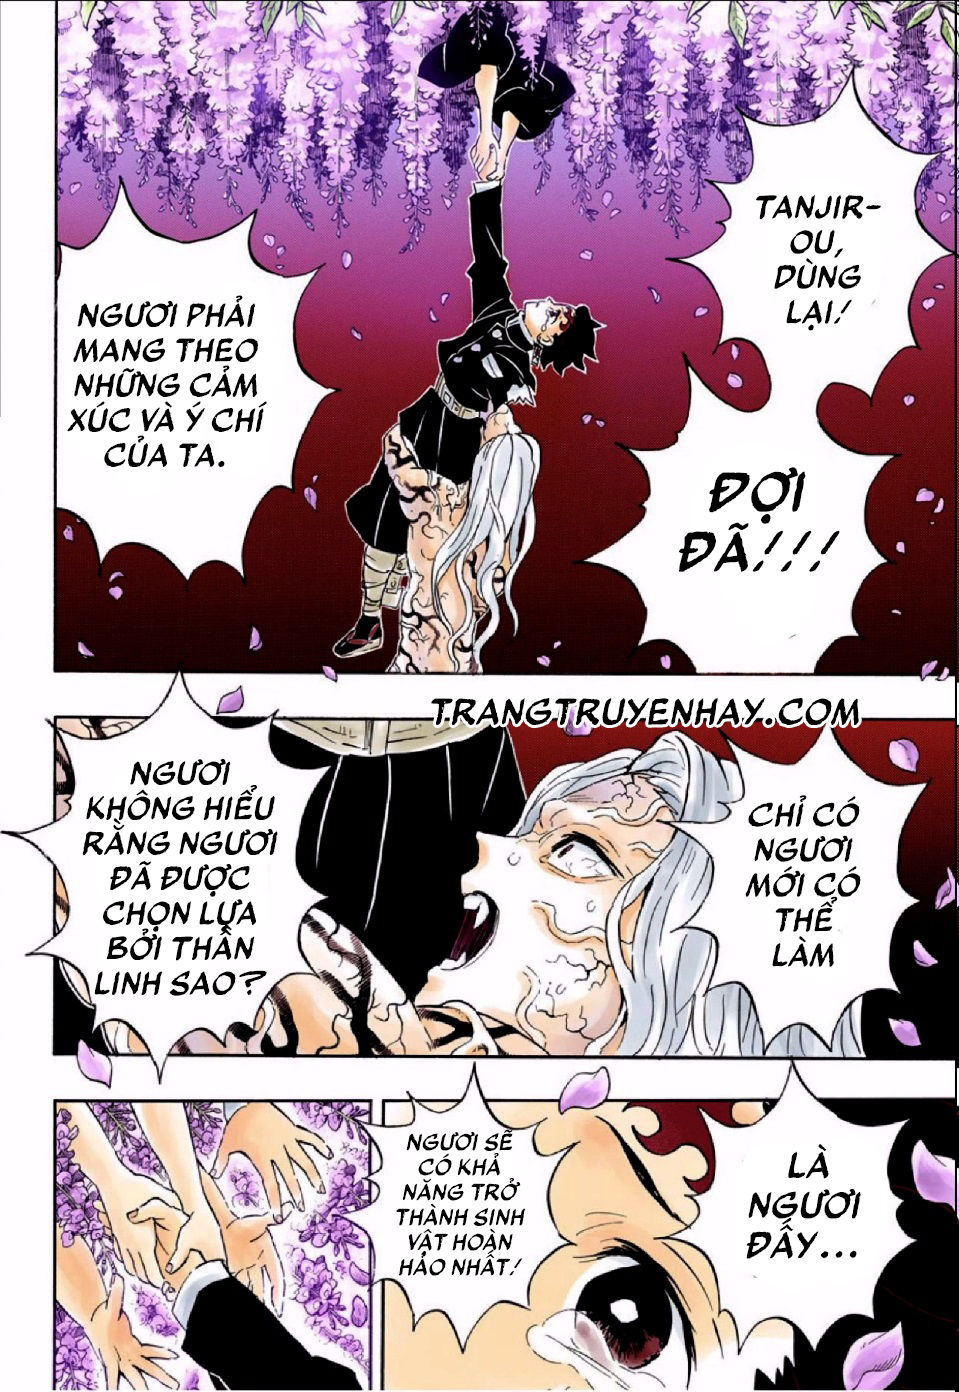 TANJIR-
OU,
DÙNG
LẠI!
ĐỢI
ĐÃ!!!
NGƯƠI PHẢI
MANG THEO
NHỮNG CẢM
XÚC VÀ Ý CHÍ
CỦA TA.
TRANGTRUYENHAY.COM
CHỈ CÓ
NGƯƠI
MỚI CÓ
THỂ
LÀM
NGƯƠI
KHÔNG HIỂU
RẰNG NGƯƠI
ĐÃ ĐƯỢC
CHỌN LỰA
BỞI THẦN
LINH SAO?
LÀ
NGƯƠI
ĐẤY...
NGƯƠI SẼ
CÓ KHẢ
NĂNG TRỞ
THÀNH SINH
VẬT HOÀN
HẢO NHẤT!